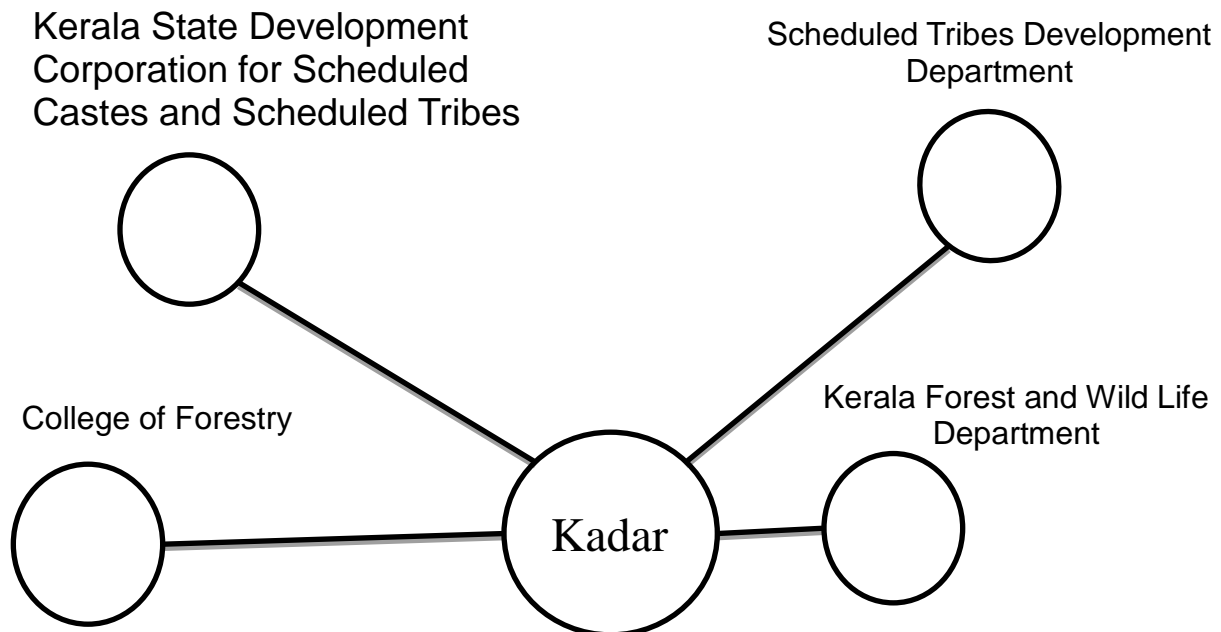 Kerala State Development
Corporation for Scheduled
Castes and Scheduled Tribes
Scheduled Tribes Development
Department
College of Forestry
Kerala Forest and Wild Life
Department
Kadar